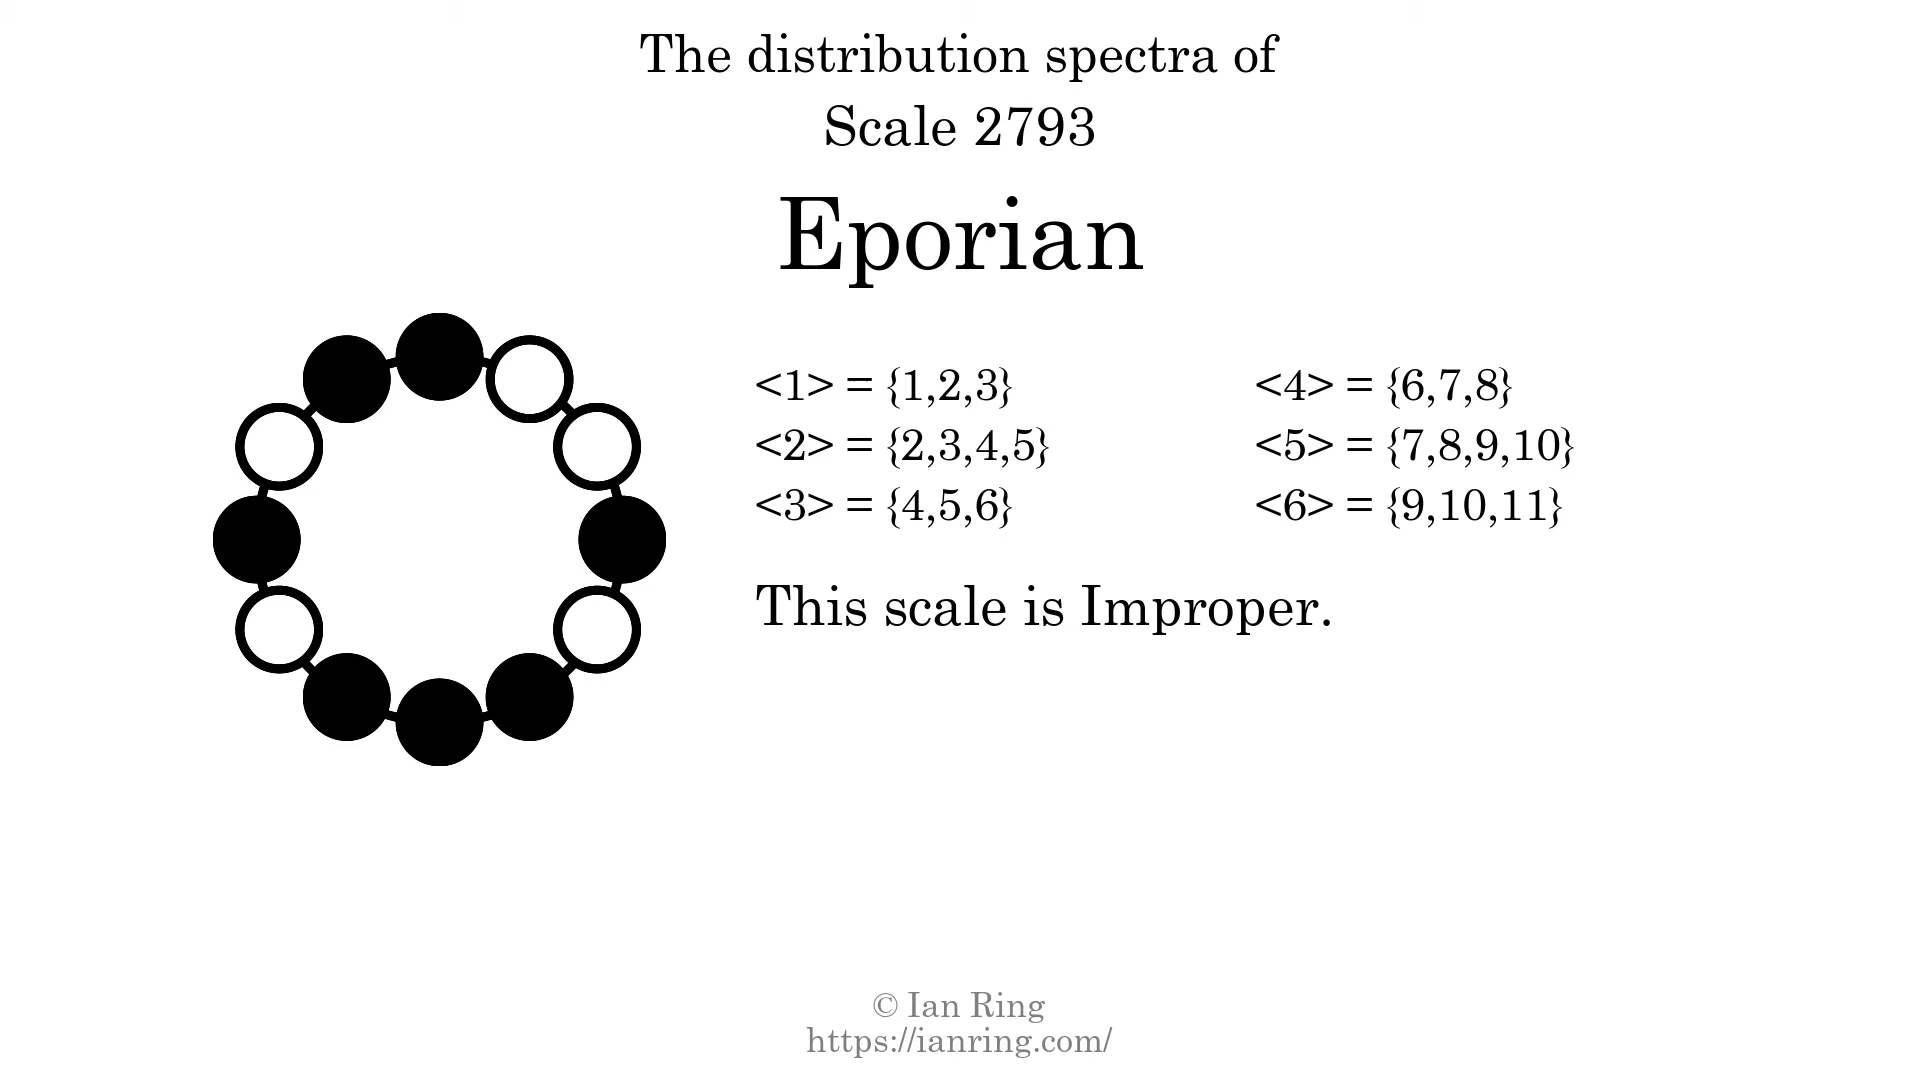 The distribution spectra of
Scale 2793
Eporian
<1> = {1,2,3}
<2> = {2,3,4,5}
<3> = {4,5,6}
<4> = {6,7,8}
<5> = {7,8,9,10}
<6> = {9,10,11}
This scale is Improper.
© Ian Ring
https://ianring.com/